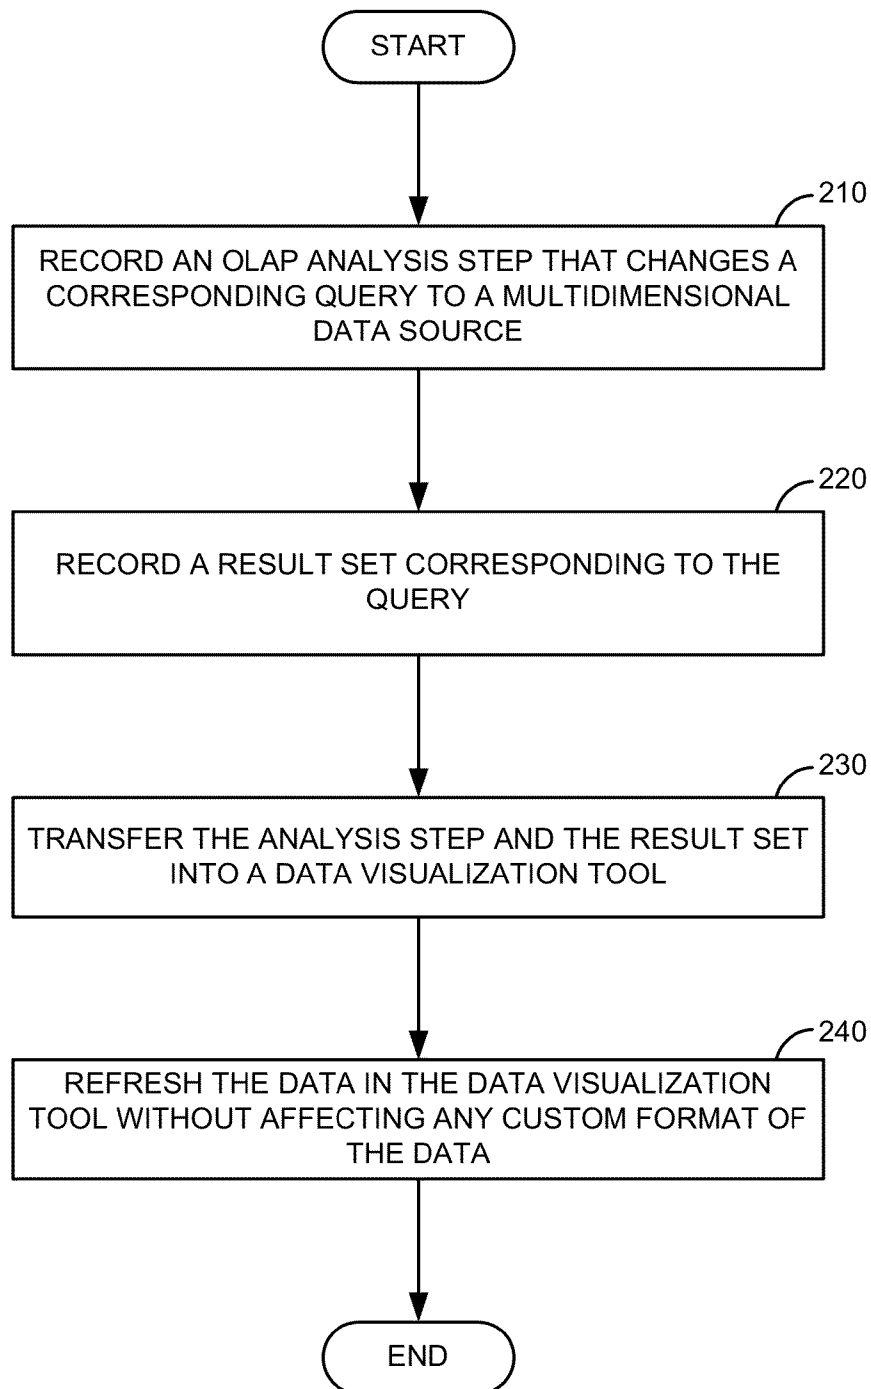 START
210
RECORD AN OLAP ANALYSIS STEP THAT CHANGES A
CORRESPONDING QUERY TO A MULTIDIMENSIONAL
DATA SOURCE
220
RECORD A RESULT SET CORRESPONDING TO THE
QUERY
230
TRANSFER THE ANALYSIS STEP AND THE RESULT SET
INTO A DATA VISUALIZATION TOOL
240
REFRESH THE DATA IN THE DATA VISUALIZATION
TOOL WITHOUT AFFECTING ANY CUSTOM FORMAT OF
THE DATA
END